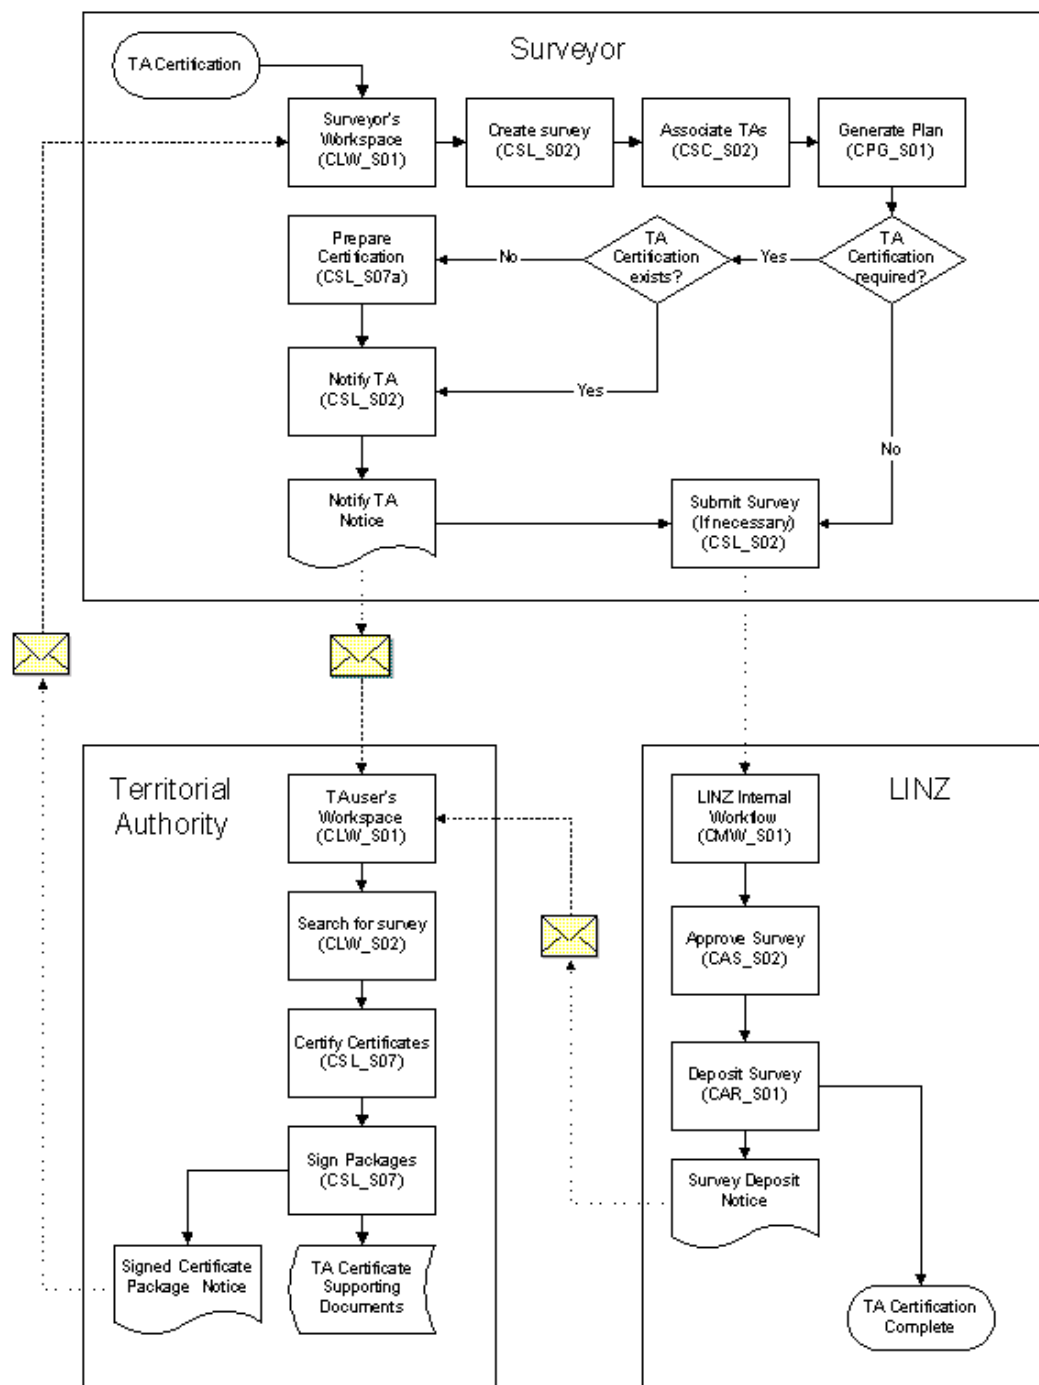 Surveyor
TA Certification
Surveyor's
Workspace
(CLW_S01)
Create survey
(CSL_S02)
Associate TAs
(CSC_S02)
Generate Plan
(CPG_S01)
Prepare
Certification
(CSL_S07a)
No
TA
Certification
exists?
Yes
TA
Certification
required?
Notify TA
(CSL_S02)
Yes
No
Notify TA
Notice
Submit Survey
(If necessary)
(CSL_S02)
Territorial
Authority
TAuser's
Workspace
(CLW_S01)
Search for survey
(CLW_S02)
Certify Certificates
(CSL_S07)
Sign Packages
(CSL_S07)
Signed Certificate
Package Notice
TA Certificate
Supporting
Documents
LINZ
LINZ Internal
Workflow
(CMW_S01)
Approve Survey
(CAS_S02)
Deposit Survey
(CAR_S01)
Survey Deposit
Notice
TA Certification
Complete